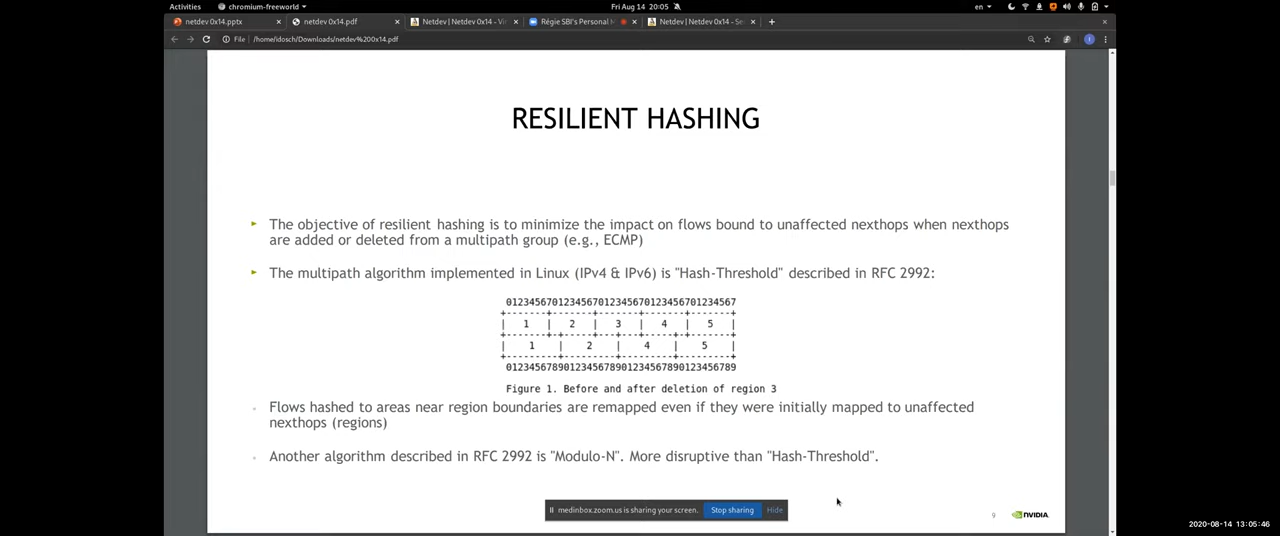 Activities
chromium-freeworld
Fri Aug 14 20:05
en
netdev 0x14.pptx
netdev 0x14.pdf
Netdev | Netdev 0x14 - Vi
Régie SBI's Personal M
Netdev | Netdev 0x14 - Se
File
/home/idosch/Downloads/netdev%200x14.pdf
RESILIENT HASHING
The objective of resilient hashing is to minimize the impact on flows bound to unaffected nexthops when nexthops
are added or deleted from a multipath group (e.g., ECMP)
The multipath algorithm implemented in Linux (IPv4 & IPv6) is "Hash-Threshold" described in RFC 2992:
0123456701234567012345670123456701234567
+-------+-------+-------+-------+-------+
| 1 | 2 | 3 | 4 | 5 |
+-------+-+-----+---+---+-----+-+-------+
| 1 | 2 | 4 | 5 |
+---------+---------+---------+---------+
0123456789012345678901234567890123456789
Figure 1. Before and after deletion of region 3
Flows hashed to areas near region boundaries are remapped even if they were initially mapped to unaffected
nexthops (regions)
Another algorithm described in RFC 2992 is "Modulo-N". More disruptive than "Hash-Threshold".
medinbox.zoom.us is sharing your screen.
Stop sharing
Hide
9
NVIDIA.
2020-08-14 13:05:46